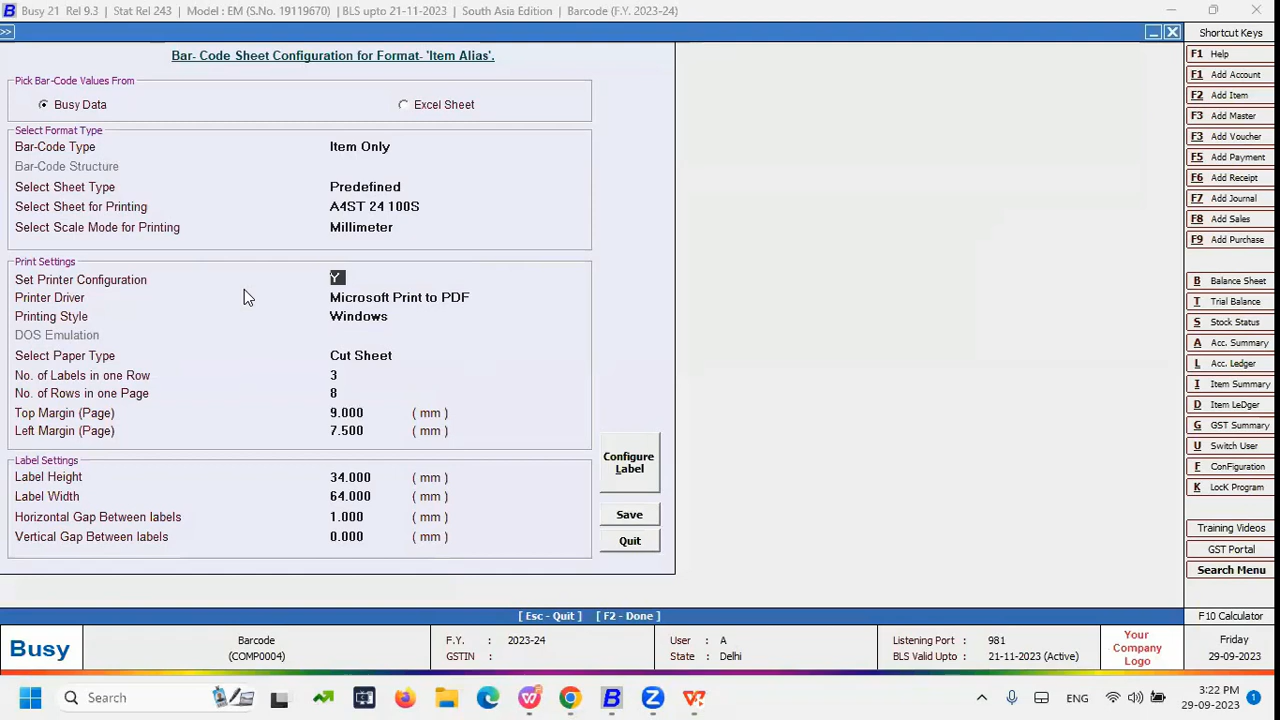 Busy 21 Rel 9.3 | Stat Rel 243 | Model : EM (S.No. 19119670) | BLS upto 21-11-2023 | South Asia Edition | Barcode (F.Y. 2023-24)
>>
Bar- Code Sheet Configuration for Format- 'Item Alias'.
Pick Bar-Code Values From
Busy Data
Excel Sheet
Select Format Type
Bar-Code Type Item Only
Bar-Code Structure
Select Sheet Type Predefined
Select Sheet for Printing A4ST 24 100S
Select Scale Mode for Printing Millimeter
Print Settings
Set Printer Configuration Y
Printer Driver Microsoft Print to PDF
Printing Style Windows
DOS Emulation
Select Paper Type Cut Sheet
No. of Labels in one Row 3
No. of Rows in one Page 8
Top Margin (Page) 9.000 ( mm )
Left Margin (Page) 7.500 ( mm )
Label Settings
Label Height 34.000 ( mm )
Label Width 64.000 ( mm )
Horizontal Gap Between labels 1.000 ( mm )
Vertical Gap Between labels 0.000 ( mm )
Configure
Label
Save
Quit
Shortcut Keys
F1 Help
F1 Add Account
F2 Add Item
F3 Add Master
F3 Add Voucher
F5 Add Payment
F6 Add Receipt
F7 Add Journal
F8 Add Sales
F9 Add Purchase
B Balance Sheet
T Trial Balance
S Stock Status
A Acc. Summary
L Acc. Ledger
I Item Summary
D Item LeDger
G GST Summary
U Switch User
F ConFiguration
K LocK Program
Training Videos
GST Portal
Search Menu
F10 Calculator
[ Esc - Quit ] [ F2 - Done ]
Busy
Barcode
(COMP0004)
F.Y. : 2023-24
GSTIN :
User : A
State : Delhi
Listening Port : 981
BLS Valid Upto : 21-11-2023 (Active)
Your
Company
Logo
Friday
29-09-2023
Search
ENG
3:22 PM
29-09-2023
1